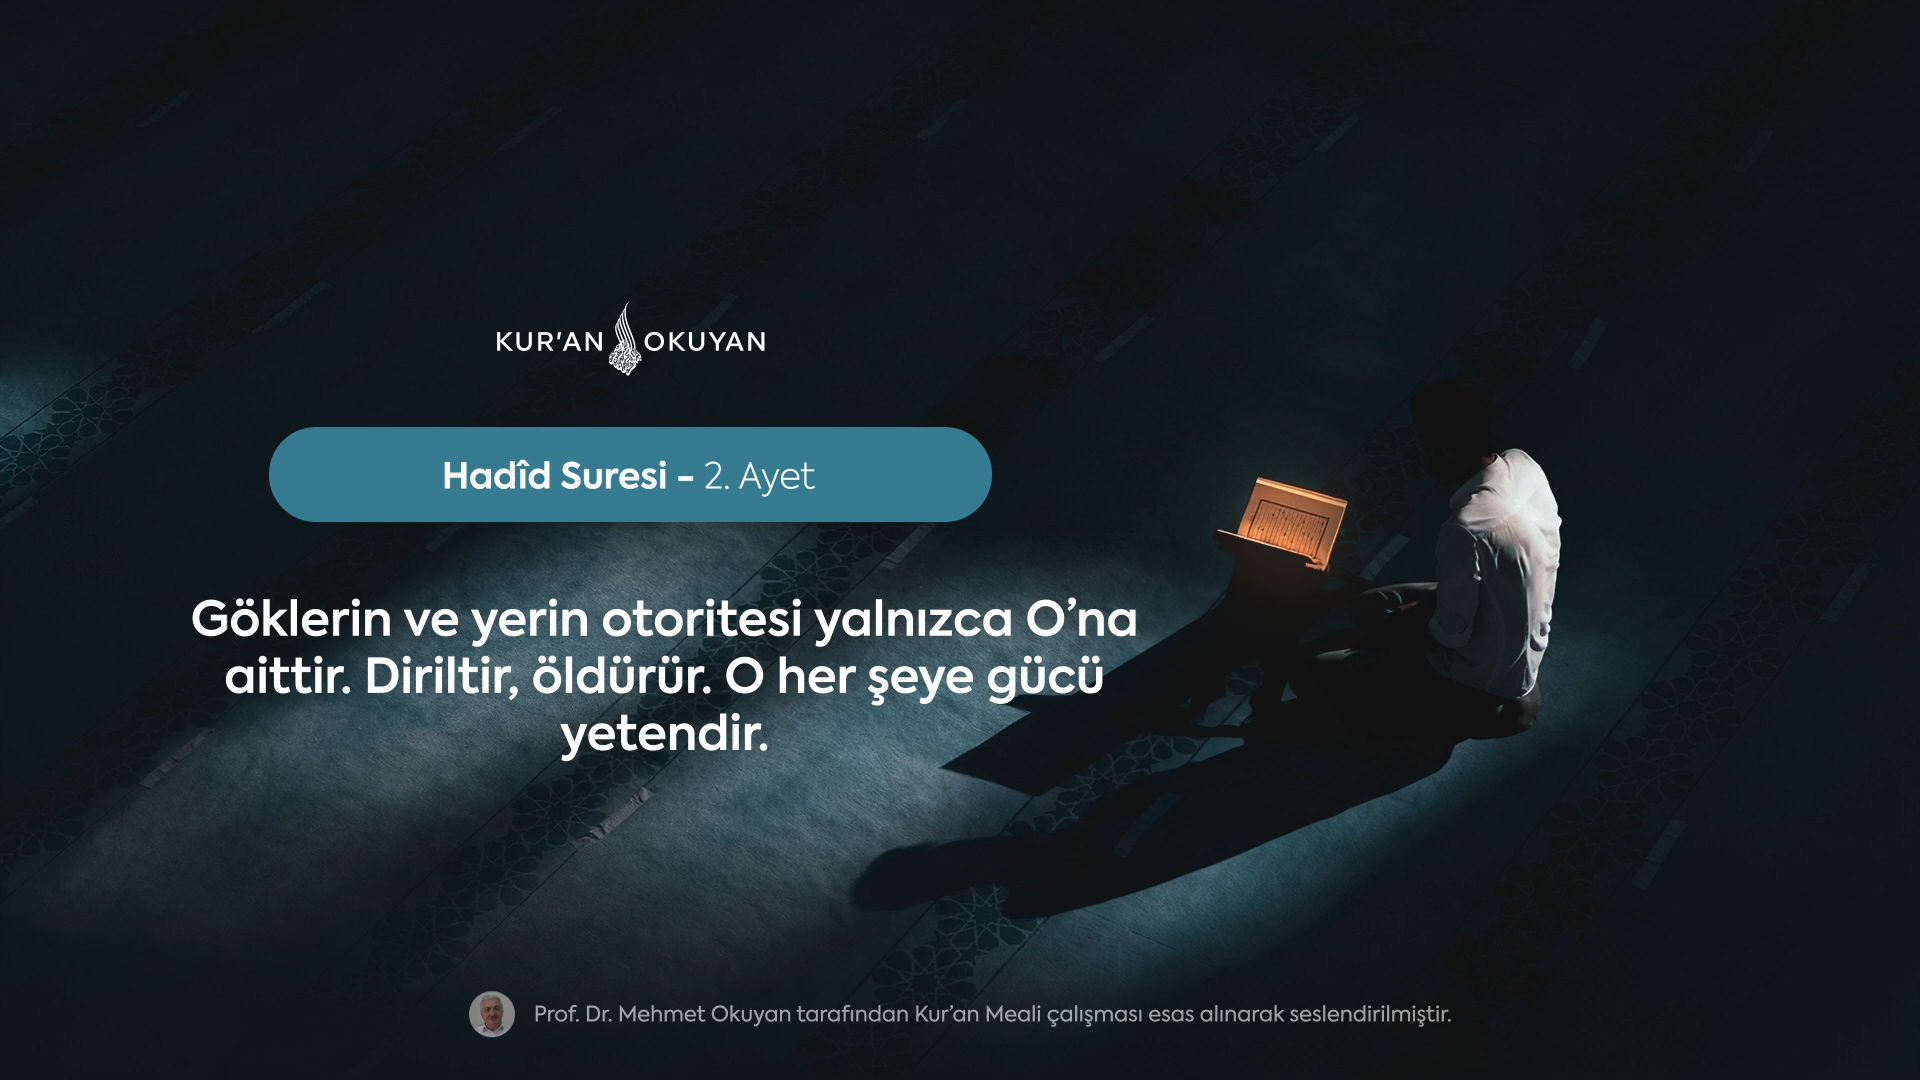 KUR'AN OKUYAN
Hadîd Suresi - 2. Ayet
Göklerin ve yerin otoritesi yalnızca O’na
aittir. Diriltir, öldürür. O her şeye gücü
yetendir.
Prof. Dr. Mehmet Okuyan tarafından Kur’an Meali çalışması esas alınarak seslendirilmiştir.